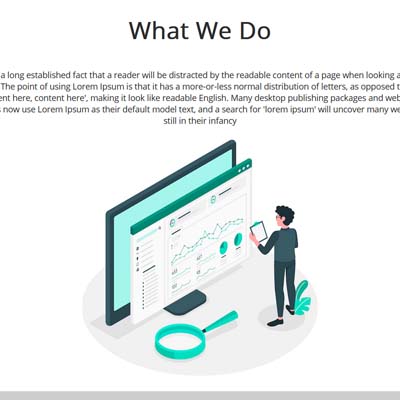 What We Do
a long established fact that a reader will be distracted by the readable content of a page when looking a
The point of using Lorem Ipsum is that it has a more-or-less normal distribution of letters, as opposed t
ent here, content here', making it look like readable English. Many desktop publishing packages and web
now use Lorem Ipsum as their default model text, and a search for 'lorem ipsum' will uncover many we
still in their infancy